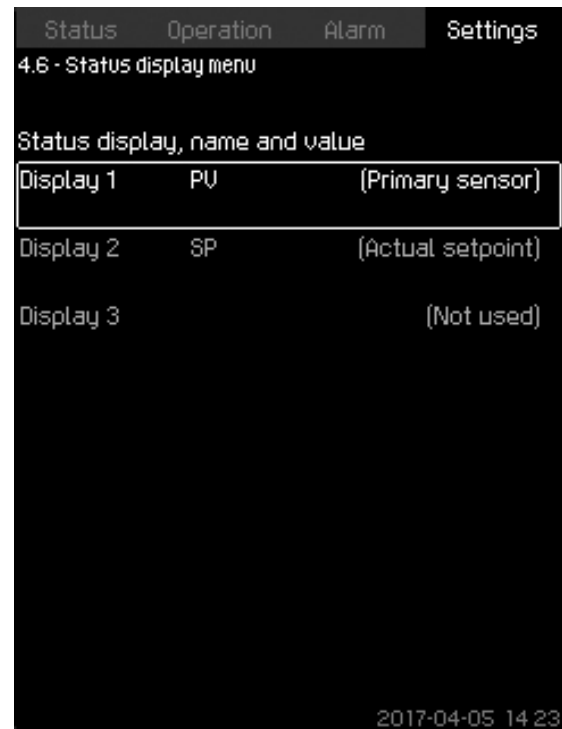 Status Operation Alarm Settings
4.6 - Status display menu
Status display, name and value
Display 1 PV (Primary sensor)
Display 2 SP (Actual setpoint)
Display 3 (Not used)
2017-04-05 14:23